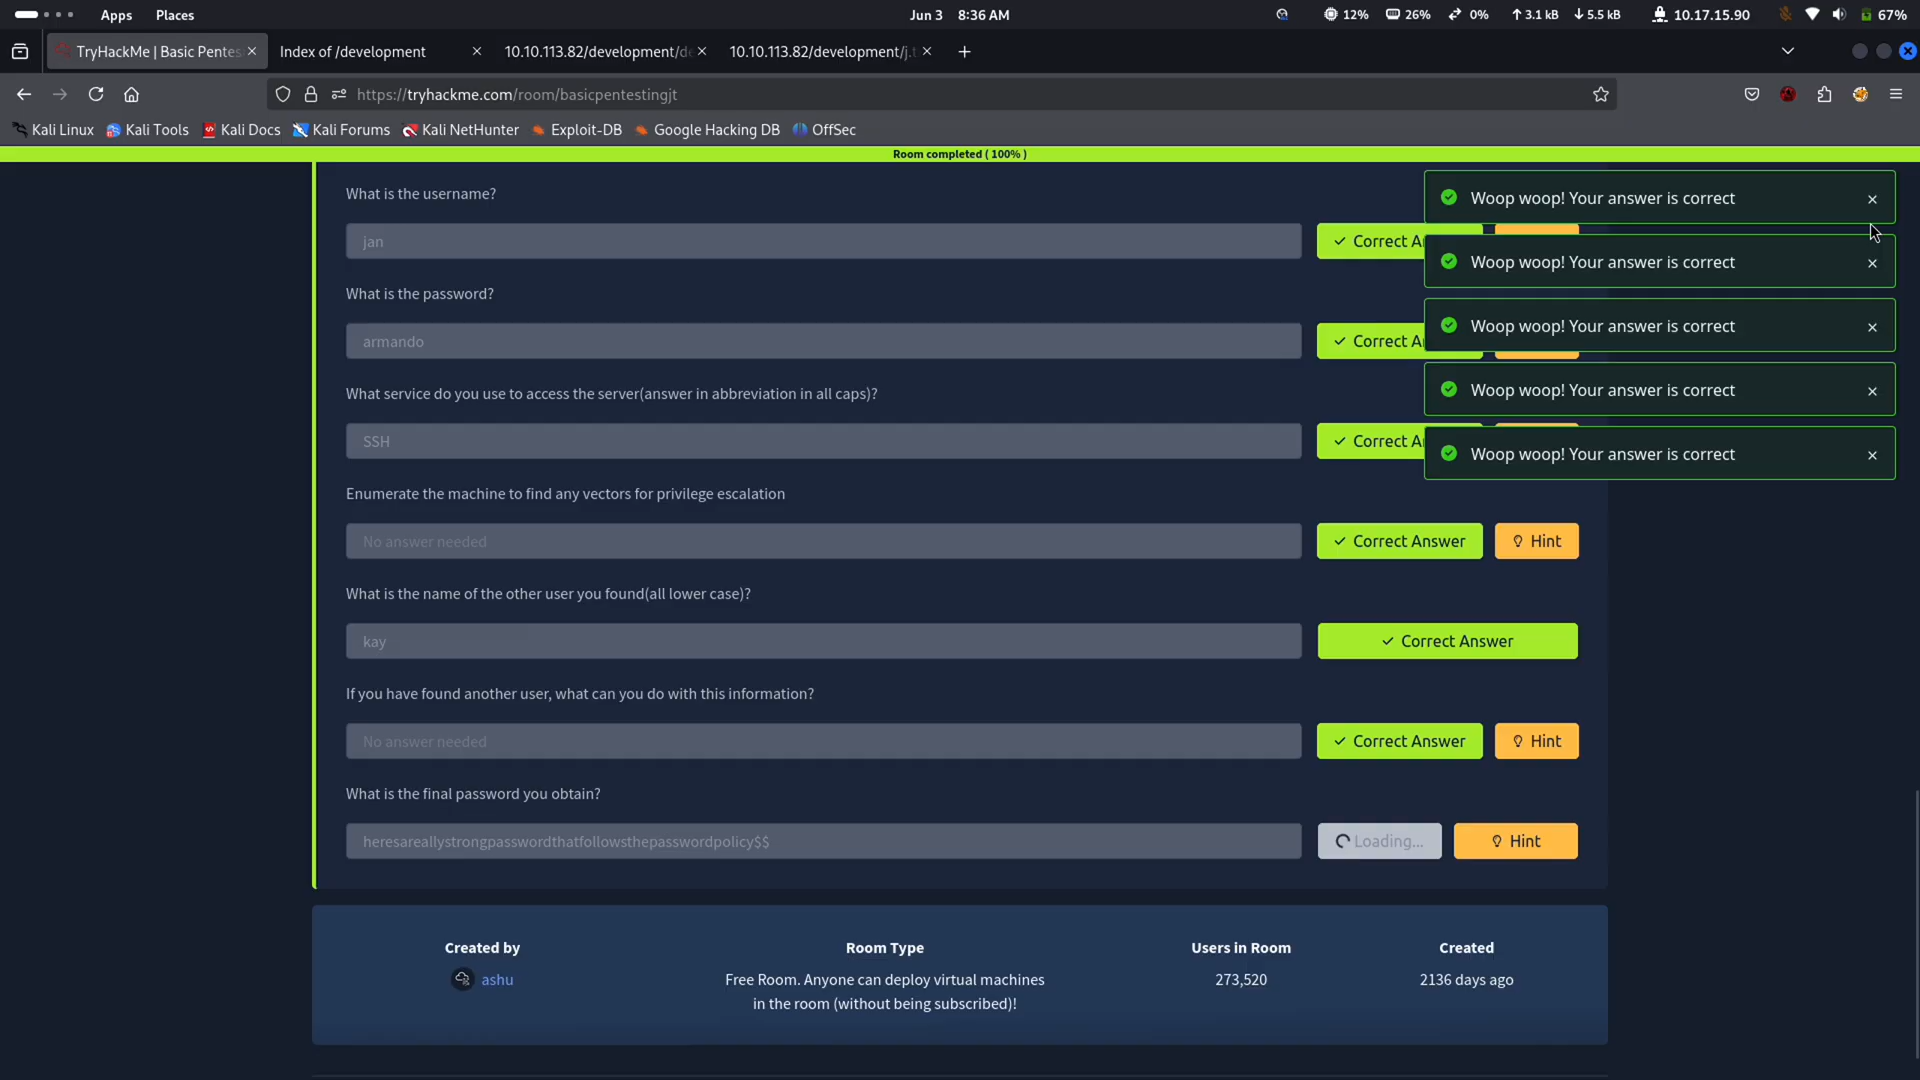 Apps Places Jun 3 8:36 AM 12% 26% 0% 3.1 kB 5.5 kB 10.17.15.90 67%
TryHackMe | Basic Pentes Index of /development 10.10.113.82/development/de 10.10.113.82/development/j.t
https://tryhackme.com/room/basicpentestingjt
Kali Linux Kali Tools Kali Docs Kali Forums Kali NetHunter Exploit-DB Google Hacking DB OffSec
Room completed ( 100% )
What is the username?
Woop woop! Your answer is correct
jan
Correct An
Woop woop! Your answer is correct
What is the password?
Woop woop! Your answer is correct
armando
Correct An
What service do you use to access the server(answer in abbreviation in all caps)?
Woop woop! Your answer is correct
SSH
Correct An
Woop woop! Your answer is correct
Enumerate the machine to find any vectors for privilege escalation
No answer needed
Correct Answer Hint
What is the name of the other user you found(all lower case)?
kay
Correct Answer
If you have found another user, what can you do with this information?
No answer needed
Correct Answer Hint
What is the final password you obtain?
heresareallystrongpasswordthatfollowsthepasswordpolicy$$
Loading... Hint
Created by Room Type Users in Room Created
ashu Free Room. Anyone can deploy virtual machines 273,520 2136 days ago
in the room (without being subscribed)!